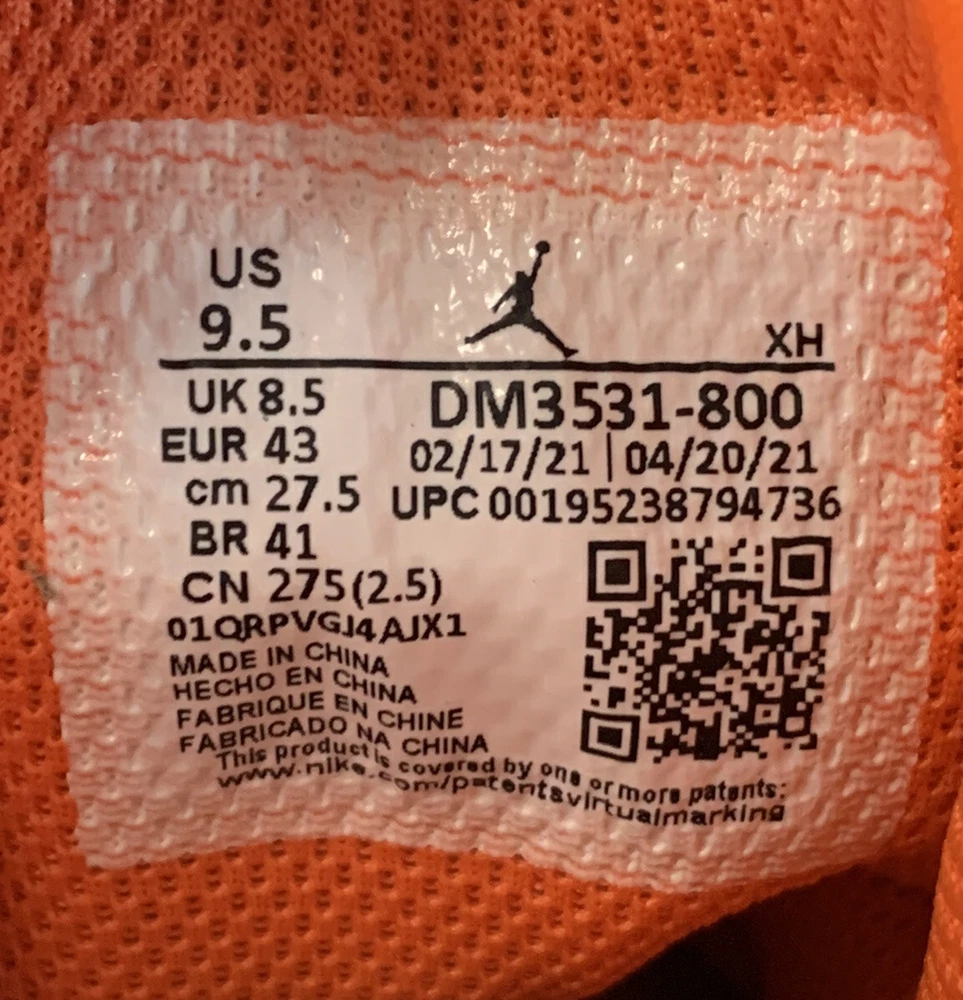 US
9.5
XH
UK 8.5
EUR 43
cm 27.5
BR 41
CN 275(2.5)
DM3531-800
02/17/21 | 04/20/21
UPC 00195238794736
01QRPVGJ4AJX1
MADE IN CHINA
HECHO EN CHINA
FABRIQUE EN CHINE
FABRICADO NA CHINA
This product is covered by one or more patents:
www.nike.com/patents&virtualmarking